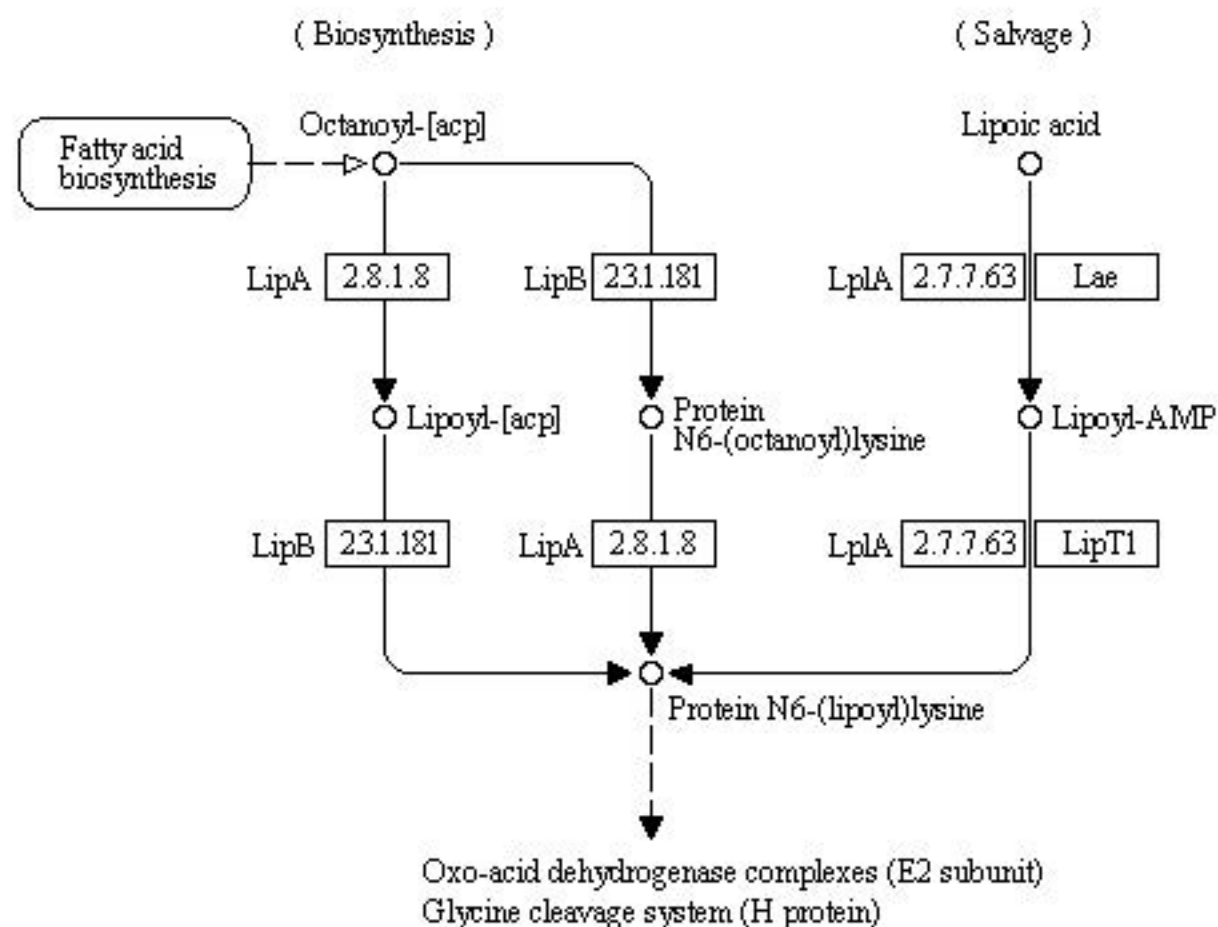 ( Biosynthesis )
( Salvage )
Octanoyl-[acp]
Lipoic acid
Fatty acid
biosynthesis
LipA 2.8.1.8
LipB 2.3.1.181
LplA 2.7.7.63 Lae
Lipoyl-[acp]
Protein
N6-(octanoyl)lysine
Lipoyl-AMP
LipB 2.3.1.181
LipA 2.8.1.8
LplA 2.7.7.63 LipT1
Protein N6-(lipoyl)lysine
Oxo-acid dehydrogenase complexes (E2 subunit)
Glycine cleavage system (H protein)